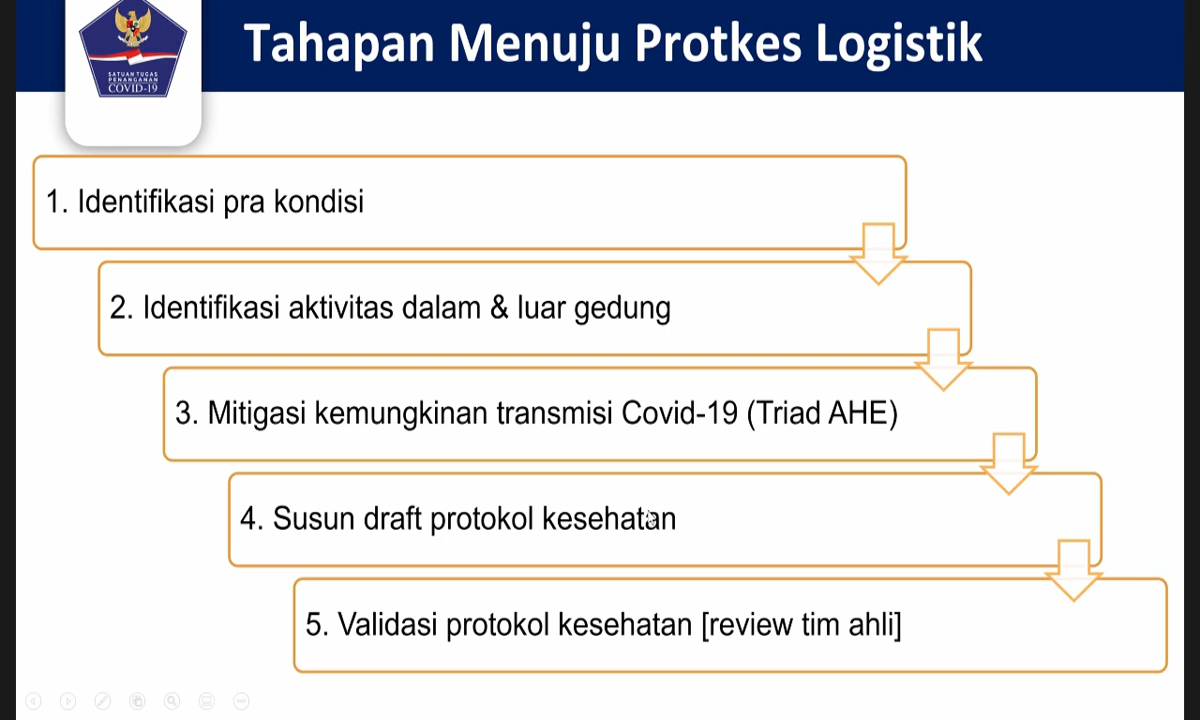 Tahapan Menuju Protkes Logistik
SATUAN TUGAS
PENANGANAN
COVID-19
1. Identifikasi pra kondisi
2. Identifikasi aktivitas dalam & luar gedung
3. Mitigasi kemungkinan transmisi Covid-19 (Triad AHE)
4. Susun draft protokol kesehatan
5. Validasi protokol kesehatan [review tim ahli]